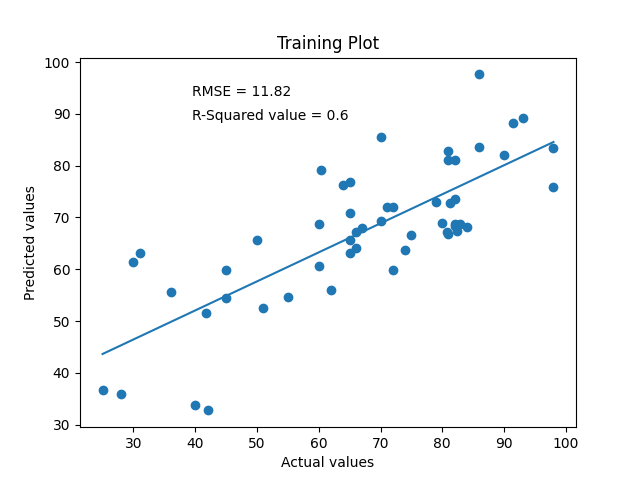 Training Plot
RMSE = 11.82
R-Squared value = 0.6
Predicted values
100
90
80
70
60
50
40
30
30 40 50 60 70 80 90 100
Actual values